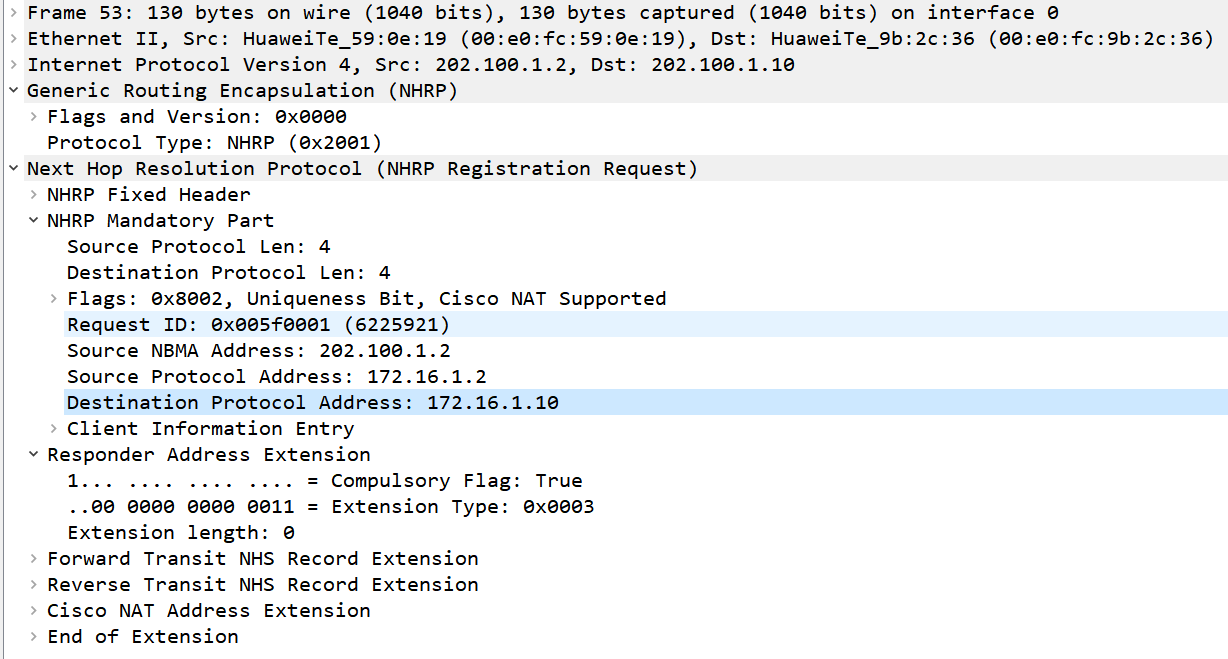 Frame 53: 130 bytes on wire (1040 bits), 130 bytes captured (1040 bits) on interface 0
Ethernet II, Src: HuaweiTe_59:0e:19 (00:e0:fc:59:0e:19), Dst: HuaweiTe_9b:2c:36 (00:e0:fc:9b:2c:36)
Internet Protocol Version 4, Src: 202.100.1.2, Dst: 202.100.1.10
Generic Routing Encapsulation (NHRP)
Flags and Version: 0x0000
Protocol Type: NHRP (0x2001)
Next Hop Resolution Protocol (NHRP Registration Request)
NHRP Fixed Header
NHRP Mandatory Part
Source Protocol Len: 4
Destination Protocol Len: 4
Flags: 0x8002, Uniqueness Bit, Cisco NAT Supported
Request ID: 0x005f0001 (6225921)
Source NBMA Address: 202.100.1.2
Source Protocol Address: 172.16.1.2
Destination Protocol Address: 172.16.1.10
Client Information Entry
Responder Address Extension
1... .... .... .... = Compulsory Flag: True
..00 0000 0000 0011 = Extension Type: 0x0003
Extension length: 0
Forward Transit NHS Record Extension
Reverse Transit NHS Record Extension
Cisco NAT Address Extension
End of Extension